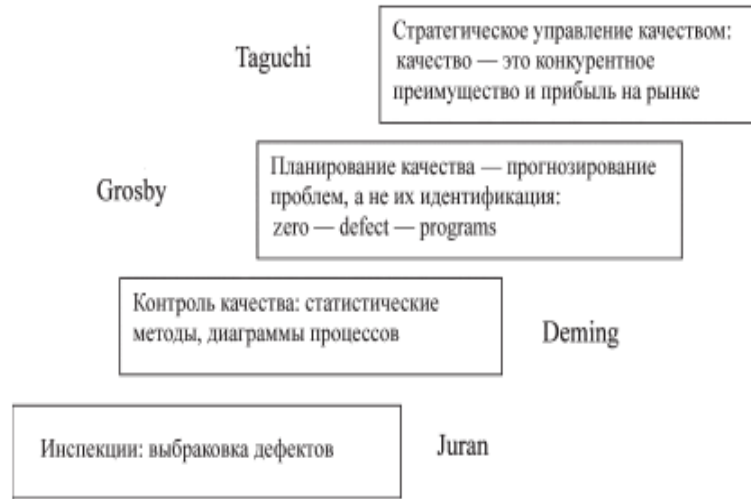 Taguchi
Стратегическое управление качеством:
качество — это конкурентное
преимущество и прибыль на рынке
Grosby
Планирование качества — прогнозирование
проблем, а не их идентификация:
zero — defect — programs
Контроль качества: статистические
методы, диаграммы процессов
Deming
Инспекции: выбраковка дефектов
Juran